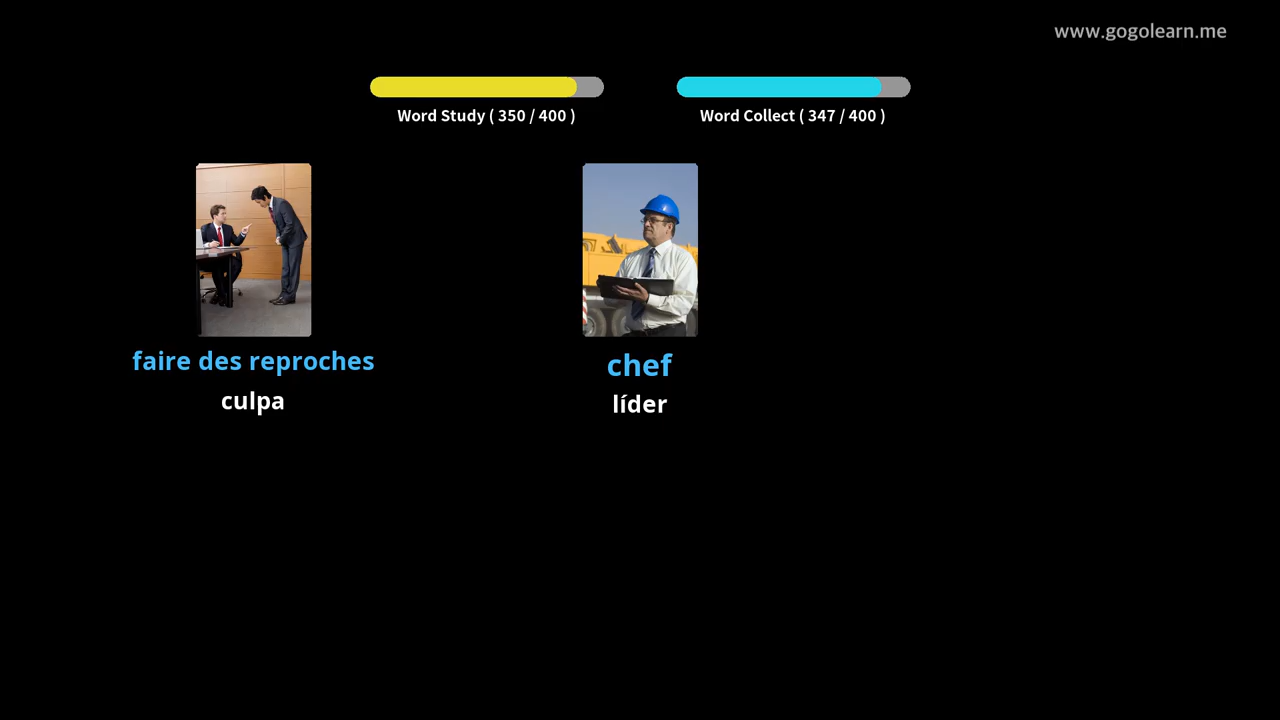 www.gogolearn.me
Word Study ( 350 / 400 )
Word Collect ( 347 / 400 )
faire des reproches
culpa
chef
líder